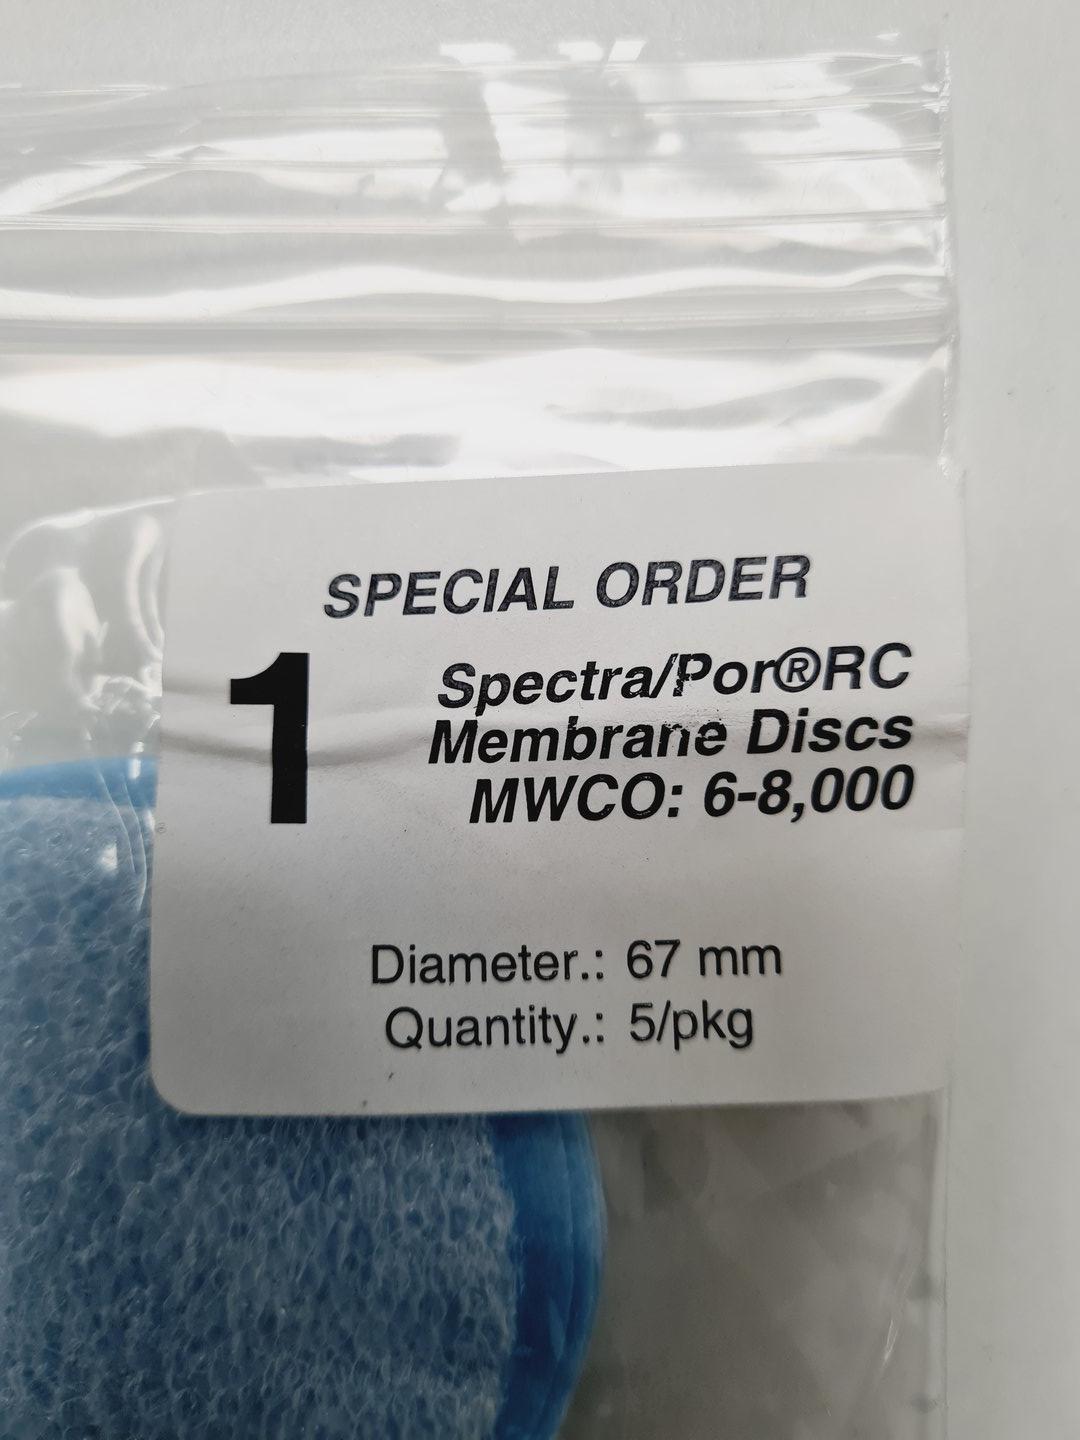 SPECIAL ORDER
1
Spectra/Por®RC
Membrane Discs
MWCO: 6-8,000
Diameter.: 67 mm
Quantity.: 5/pkg